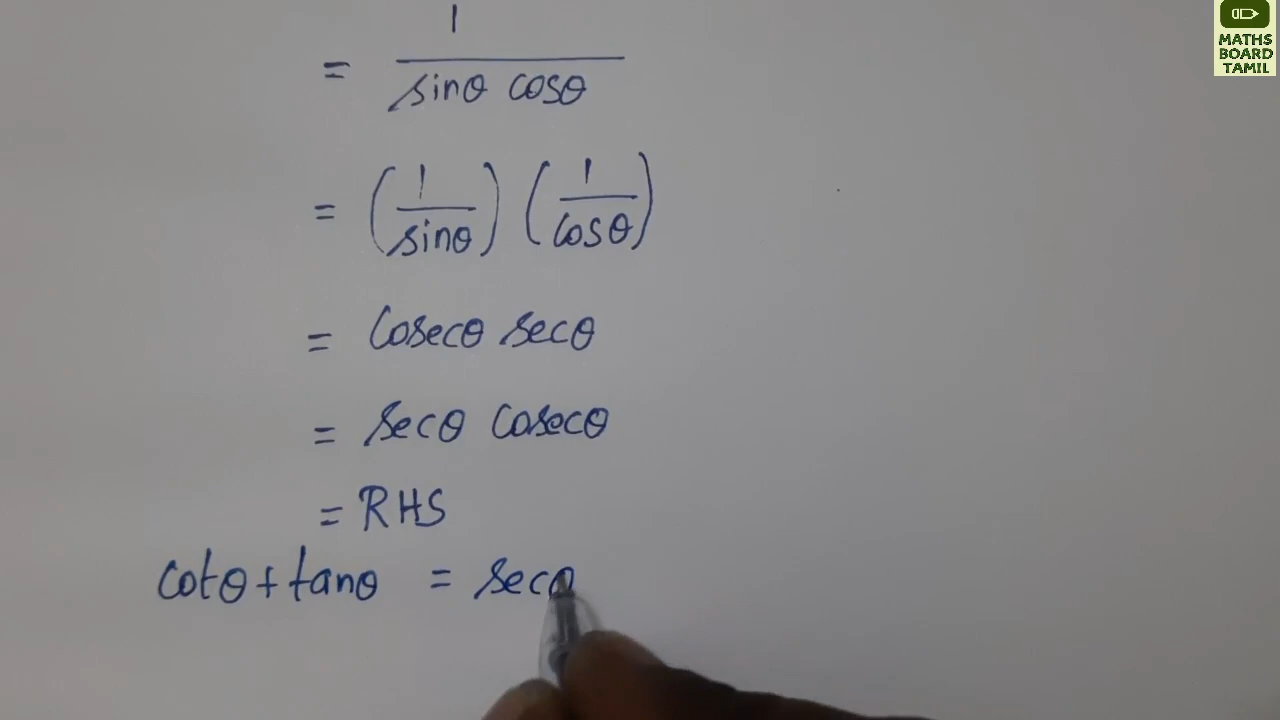 MATHS
BOARD
TAMIL
= 1 / sinθ cosθ
= (1 / sinθ) (1 / cosθ)
= cosecθ secθ
= secθ cosecθ
= RHS
cotθ + tanθ = secθ